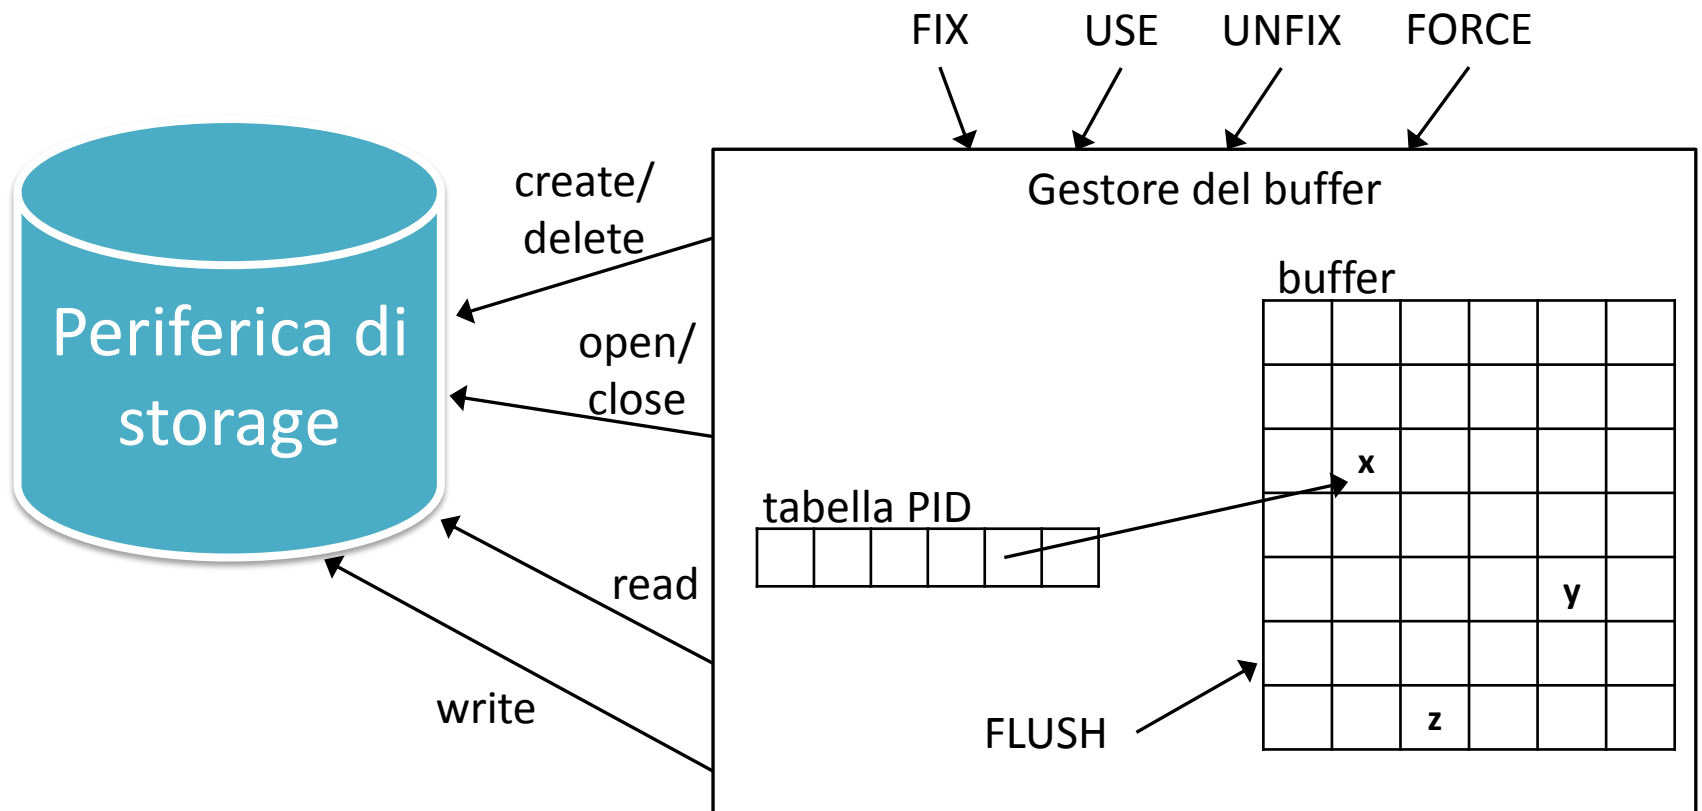 FIX
USE
UNFIX
FORCE
Gestore del buffer
create/
delete
open/
close
read
write
Periferica di
storage
tabella PID
buffer
x
y
z
FLUSH